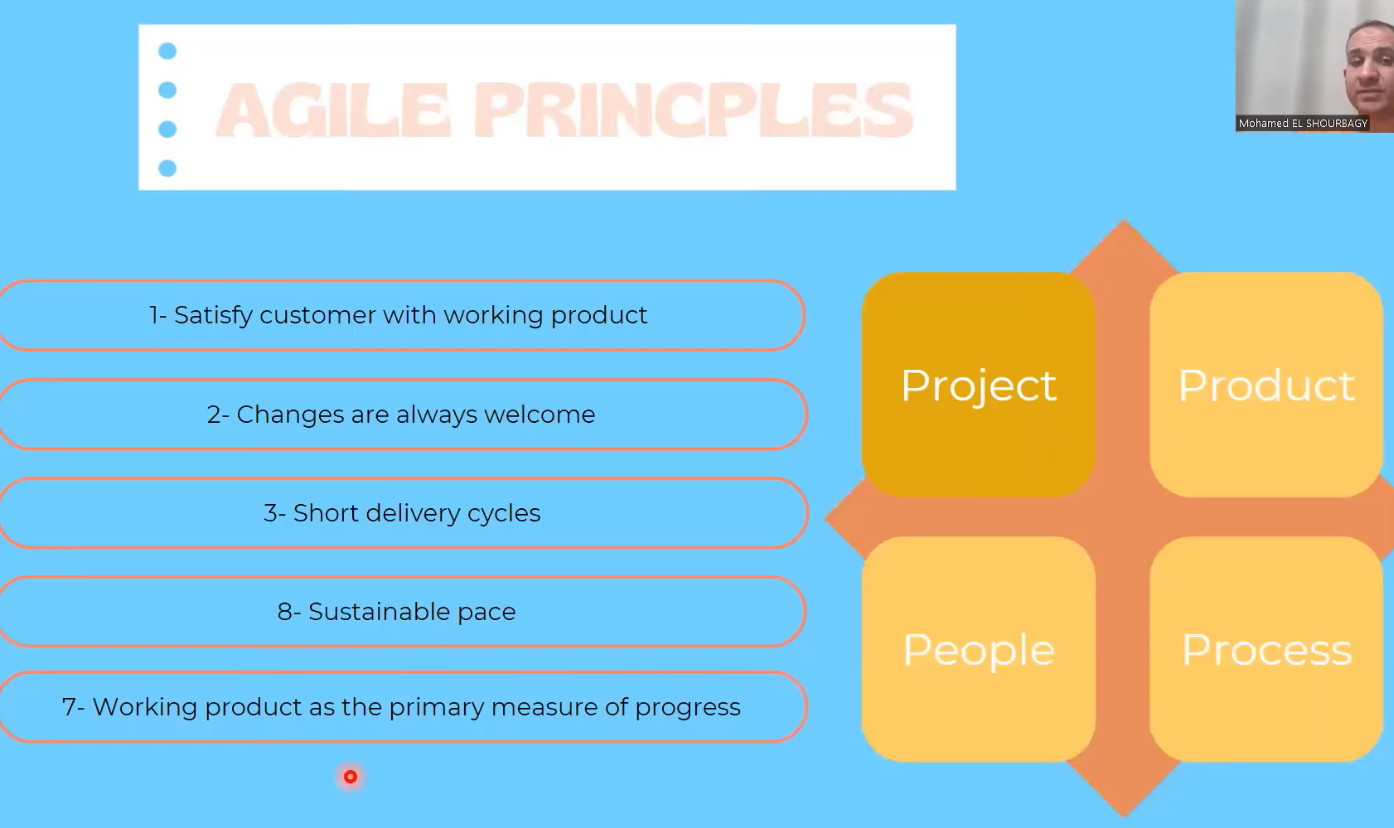 AGILE PRINCPLES
Mohamed EL SHOURBAGY
1- Satisfy customer with working product
2- Changes are always welcome
3- Short delivery cycles
8- Sustainable pace
7- Working product as the primary measure of progress
Project
Product
People
Process